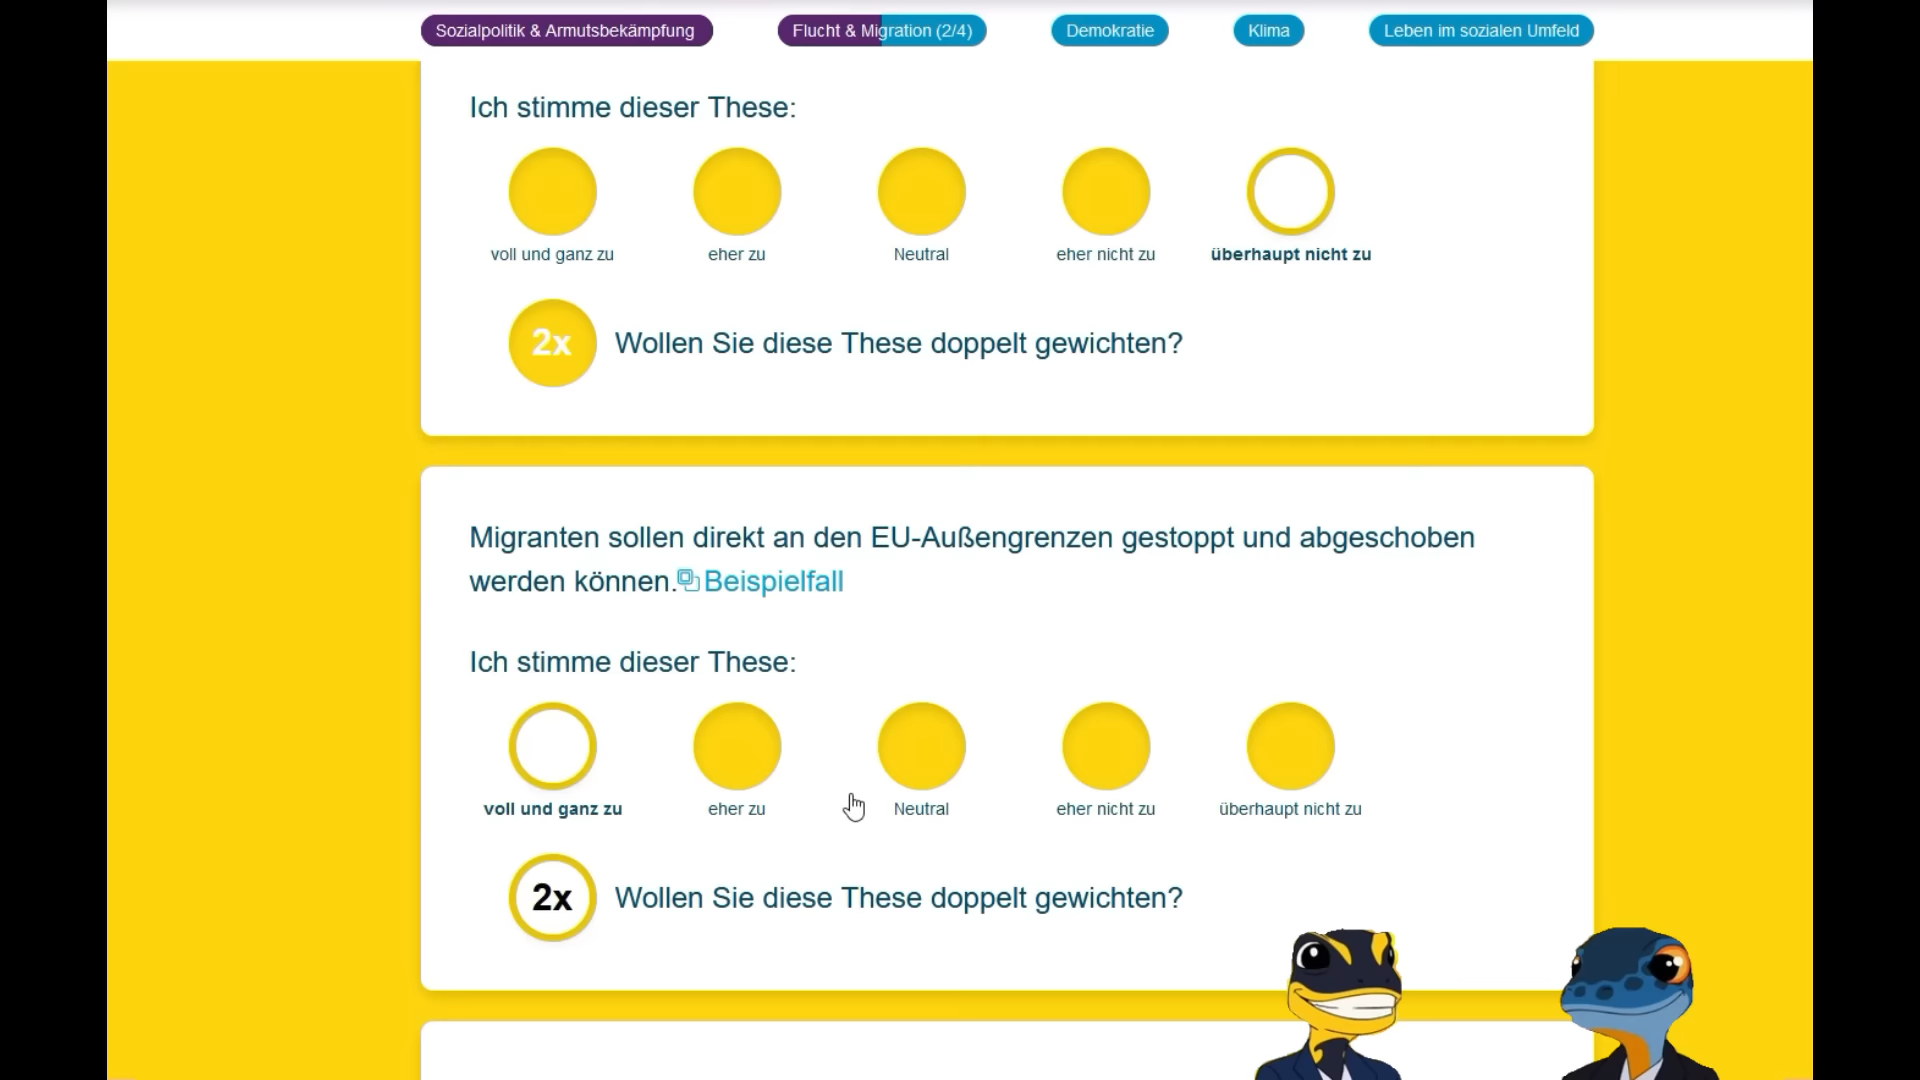 Sozialpolitik & Armutsbekämpfung Flucht & Migration (2/4) Demokratie Klima Leben im sozialen Umfeld
Ich stimme dieser These:
voll und ganz zu eher zu Neutral eher nicht zu überhaupt nicht zu
2x Wollen Sie diese These doppelt gewichten?
Migranten sollen direkt an den EU-Außengrenzen gestoppt und abgeschoben
werden können. Beispielfall
Ich stimme dieser These:
voll und ganz zu eher zu Neutral eher nicht zu überhaupt nicht zu
2x Wollen Sie diese These doppelt gewichten?